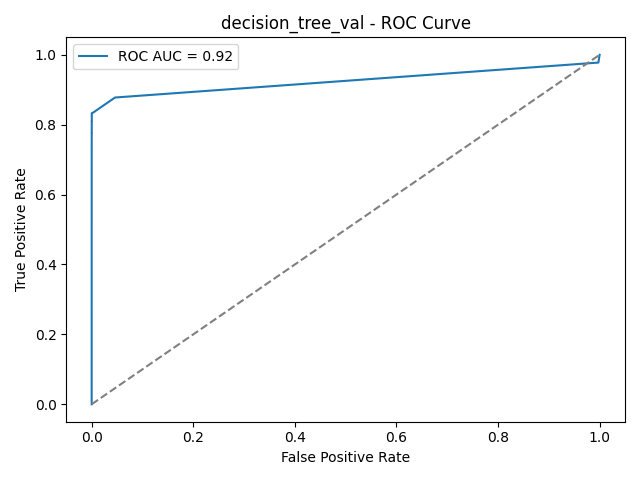 decision_tree_val - ROC Curve
ROC AUC = 0.92
True Positive Rate
1.0
0.8
0.6
0.4
0.2
0.0
0.0 0.2 0.4 0.6 0.8 1.0
False Positive Rate